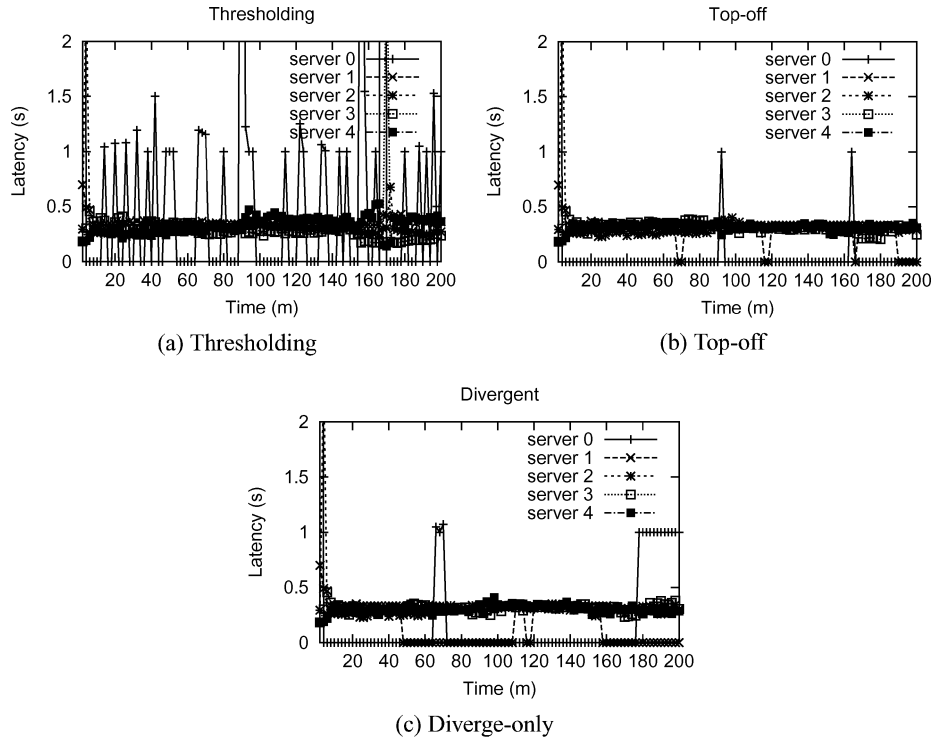 Thresholding
Latency (s)
2
1.5
1
0.5
0
20 40 60 80 100 120 140 160 180 200
Time (m)
server 0
server 1
server 2
server 3
server 4
(a) Thresholding
Top-off
Latency (s)
2
1.5
1
0.5
0
20 40 60 80 100 120 140 160 180 200
Time (m)
server 0
server 1
server 2
server 3
server 4
(b) Top-off
Divergent
Latency (s)
2
1.5
1
0.5
0
20 40 60 80 100 120 140 160 180 200
Time (m)
server 0
server 1
server 2
server 3
server 4
(c) Diverge-only